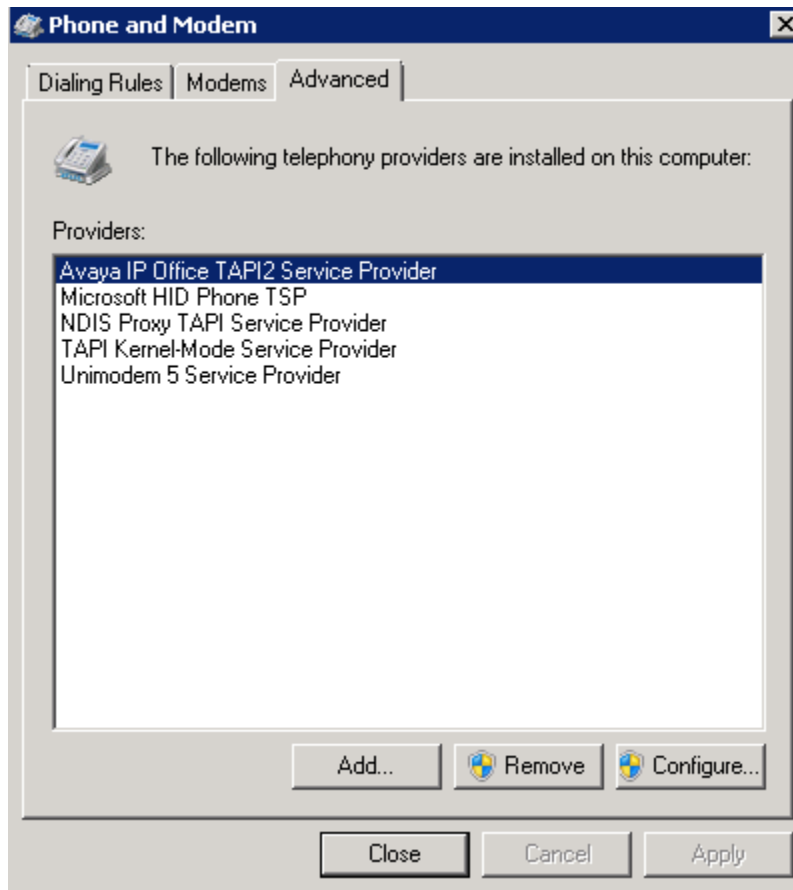 Phone and Modem
Dialing Rules Modems Advanced
The following telephony providers are installed on this computer:
Providers:
Avaya IP Office TAPI2 Service Provider
Microsoft HID Phone TSP
NDIS Proxy TAPI Service Provider
TAPI Kernel-Mode Service Provider
Unimodem 5 Service Provider
Add... Remove Configure...
Close Cancel Apply